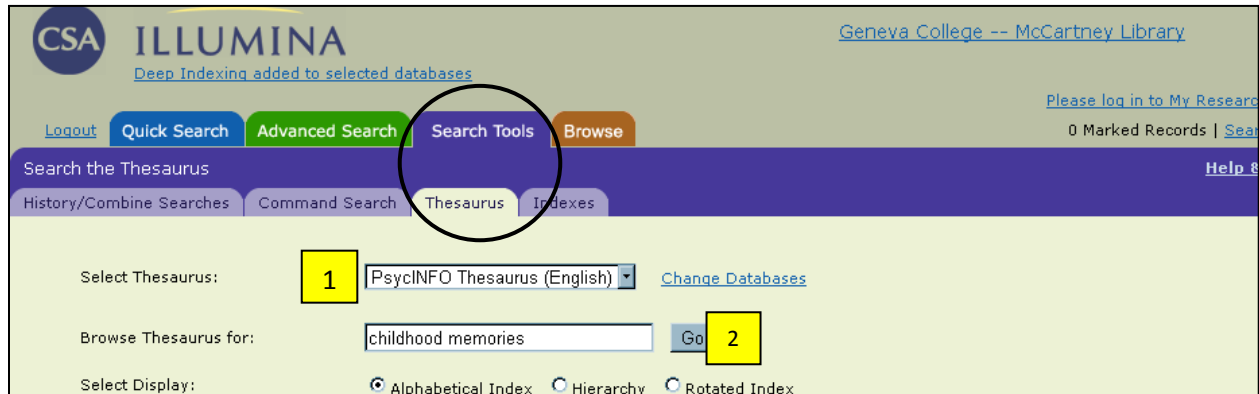 CSA ILLUMINA
Geneva College -- McCartney Library
Deep Indexing added to selected databases
Please log in to My Researc
Logout Quick Search Advanced Search Search Tools Browse 0 Marked Records | Sear
Search the Thesaurus Help &
History/Combine Searches Command Search Thesaurus Indexes
Select Thesaurus: 1 PsycINFO Thesaurus (English) Change Databases
Browse Thesaurus for: childhood memories Go 2
Select Display: Alphabetical Index Hierarchy Rotated Index